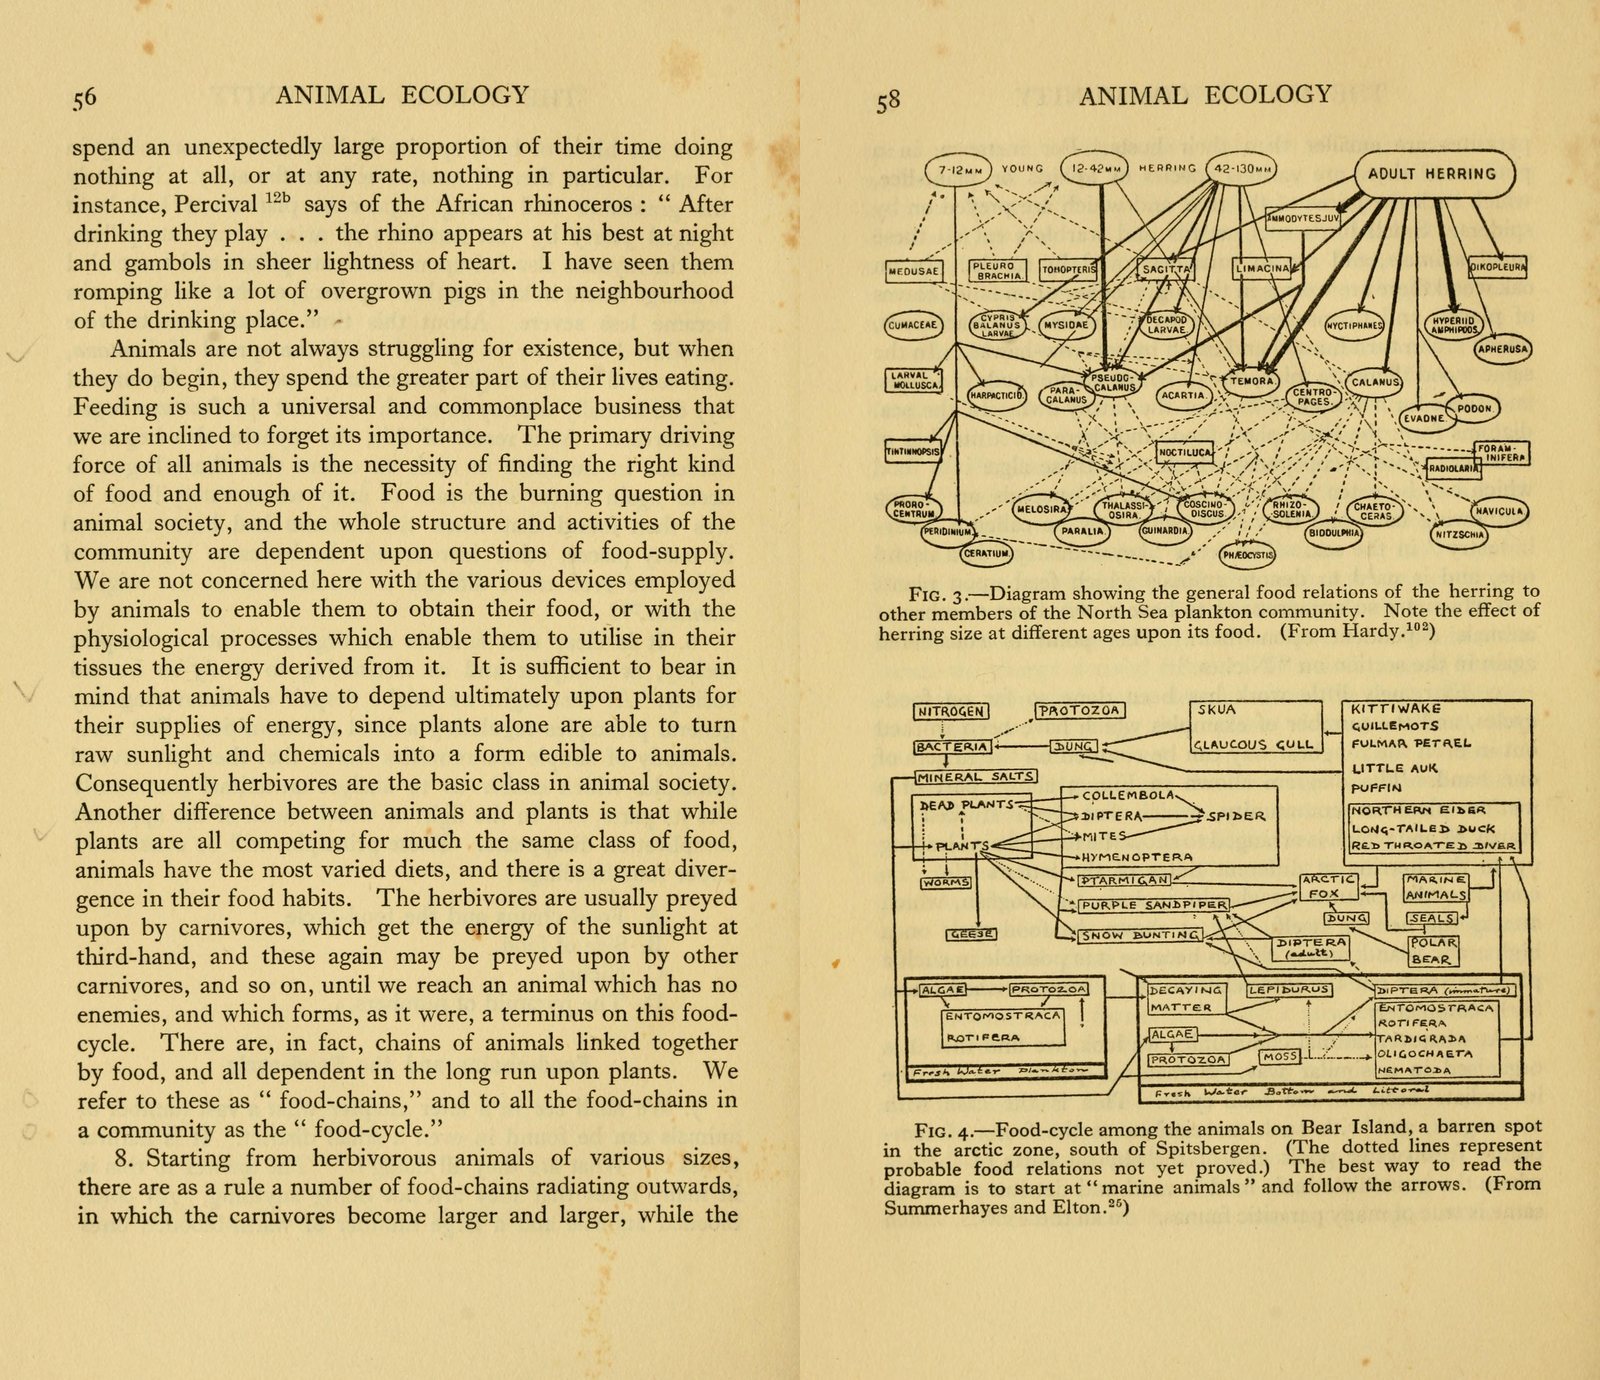 56 ANIMAL ECOLOGY
spend an unexpectedly large proportion of their time doing
nothing at all, or at any rate, nothing in particular. For
instance, Percival 12b says of the African rhinoceros : “ After
drinking they play . . . the rhino appears at his best at night
and gambols in sheer lightness of heart. I have seen them
romping like a lot of overgrown pigs in the neighbourhood
of the drinking place.”
Animals are not always struggling for existence, but when
they do begin, they spend the greater part of their lives eating.
Feeding is such a universal and commonplace business that
we are inclined to forget its importance. The primary driving
force of all animals is the necessity of finding the right kind
of food and enough of it. Food is the burning question in
animal society, and the whole structure and activities of the
community are dependent upon questions of food-supply.
We are not concerned here with the various devices employed
by animals to enable them to obtain their food, or with the
physiological processes which enable them to utilise in their
tissues the energy derived from it. It is sufficient to bear in
mind that animals have to depend ultimately upon plants for
their supplies of energy, since plants alone are able to turn
raw sunlight and chemicals into a form edible to animals.
Consequently herbivores are the basic class in animal society.
Another difference between animals and plants is that while
plants are all competing for much the same class of food,
animals have the most varied diets, and there is a great diver-
gence in their food habits. The herbivores are usually preyed
upon by carnivores, which get the energy of the sunlight at
third-hand, and these again may be preyed upon by other
carnivores, and so on, until we reach an animal which has no
enemies, and which forms, as it were, a terminus on this food-
cycle. There are, in fact, chains of animals linked together
by food, and all dependent in the long run upon plants. We
refer to these as “ food-chains,” and to all the food-chains in
a community as the “ food-cycle.”
8. Starting from herbivorous animals of various sizes,
there are as a rule a number of food-chains radiating outwards,
in which the carnivores become larger and larger, while the
58 ANIMAL ECOLOGY
7-12MM YOUNG 12-42MM HERRING 42-130MM ADULT HERRING
AMMODYTES JUV
MEDUSAE PLEURO BRACHIA TOMOPTERIS SAGITTA LIMACINA OIKOPLEURA
CUMACEAE CYPRIS BALANUS LARVAE MYSIDAE DECAPOD LARVAE NYCTIPHANES HYPERIID AMPHIPODS
APHERUSA
LARVAL MOLLUSCA HARPACTICID PARA-CALANUS PSEUDO-CALANUS ACARTIA TEMORA CENTRO-PAGES. CALANUS
EVADNE PODON
TINTINNOPSIS NOCTILUCA RADIOLARIA FORAM-INIFERA
PRORO-CENTRUM MELOSIRA THALASSI-OSIRA COSCINO-DISCUS RHIZO-SOLENIA CHAETO-CERAS. NAVICULA
PERIDINIUM PARALIA GUINARDIA BIDDULPHIA NITZSCHIA
CERATIUM PHÆOCYSTIS
FIG. 3.—Diagram showing the general food relations of the herring to
other members of the North Sea plankton community. Note the effect of
herring size at different ages upon its food. (From Hardy.102)
NITROGEN PROTOZOA SKUA KITTIWAKE
GUILLEMOTS
BACTERIA DUNG GLAUCOUS GULL FULMAR PETREL
LITTLE AUK
MINERAL SALTS PUFFIN
DEAD PLANTS COLLEMBOLA NORTHERN EIDER
DIPTERA SPIDER LONG-TAILED DUCK
PLANTS MITES RED THROATED DIVER
HYMENOPTERA
WORMS PTARMIGAN ARCTIC FOX MARINE ANIMALS
PURPLE SANDPIPER DUNG SEALS
GEESE SNOW BUNTING DIPTERA (adult) POLAR BEAR
ALGAE PROTOZOA DECAYING MATTER LEPIDURUS DIPTERA (immature)
ENTOMOSTRACA ENTOMOSTRACA
ROTIFERA ROTIFERA
ALGAE TARDIGRADA
PROTOZOA MOSS OLIGOCHAETA
NEMATODA
Fresh Water Plankton
Fresh Water Bottom and Littoral
FIG. 4.—Food-cycle among the animals on Bear Island, a barren spot
in the arctic zone, south of Spitsbergen. (The dotted lines represent
probable food relations not yet proved.) The best way to read the
diagram is to start at “ marine animals ” and follow the arrows. (From
Summerhayes and Elton.25)